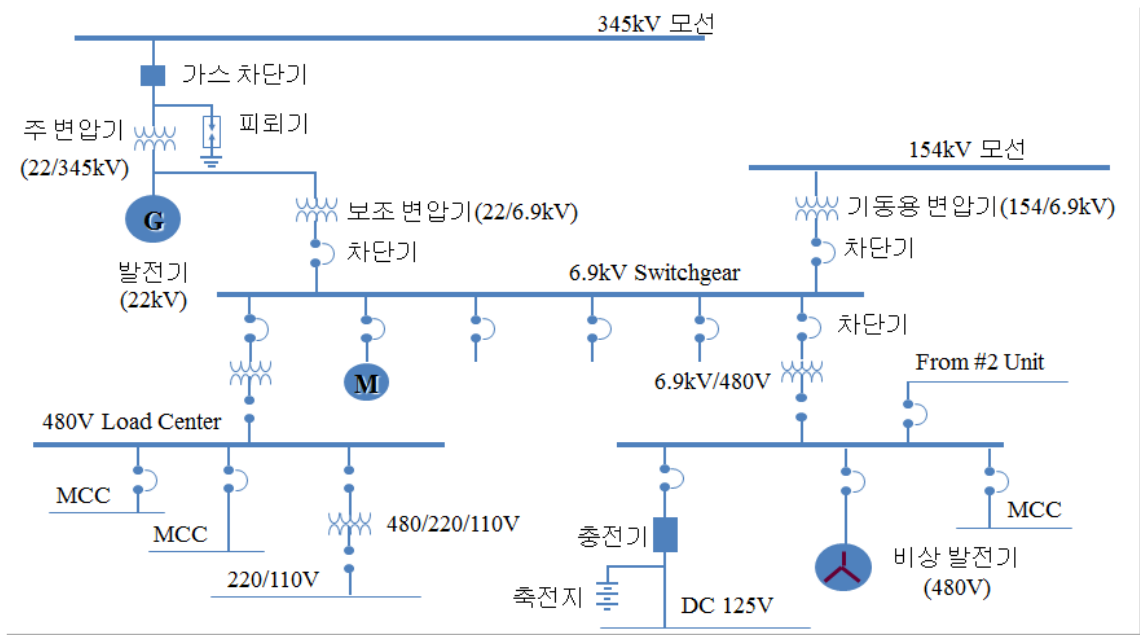 345kV 모선
가스 차단기
피뢰기
주 변압기
(22/345kV)
154kV 모선
G
보조 변압기(22/6.9kV)
기동용 변압기(154/6.9kV)
차단기
차단기
발전기
(22kV)
6.9kV Switchgear
차단기
M
6.9kV/480V
From #2 Unit
480V Load Center
MCC
MCC
480/220/110V
220/110V
충전기
축전지
DC 125V
MCC
비상 발전기
(480V)